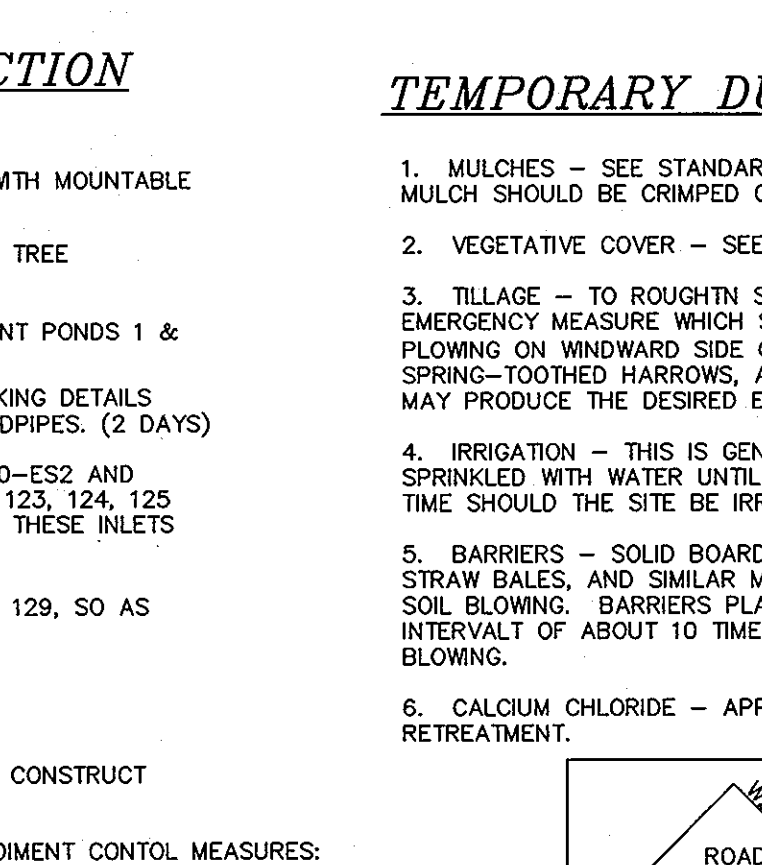 CTION
WITH MOUNTABLE
TREE
NT PONDS 1 &
KING DETAILS
DPIPES. (2 DAYS)
0-ES2 AND
123, 124, 125
THESE INLETS
129, SO AS
CONSTRUCT
DIMENT CONTOL MEASURES:
TEMPORARY DU
1. MULCHES – SEE STANDAR
MULCH SHOULD BE CRIMPED
2. VEGETATIVE COVER – SEE
3. TILLAGE – TO ROUGHTN S
EMERGENCY MEASURE WHICH S
PLOWING ON WINDWARD SIDE
SPRING–TOOTHED HARROWS, A
MAY PRODUCE THE DESIRED E
4. IRRIGATION – THIS IS GEN
SPRINKLED WITH WATER UNTIL
TIME SHOULD THE SITE BE IRR
5. BARRIERS – SOLID BOARD
STRAW BALES, AND SIMILAR M
SOIL BLOWING. BARRIERS PLA
INTERVALT OF ABOUT 10 TIME
BLOWING.
6. CALCIUM CHLORIDE – APP
RETREATMENT.
ROAD